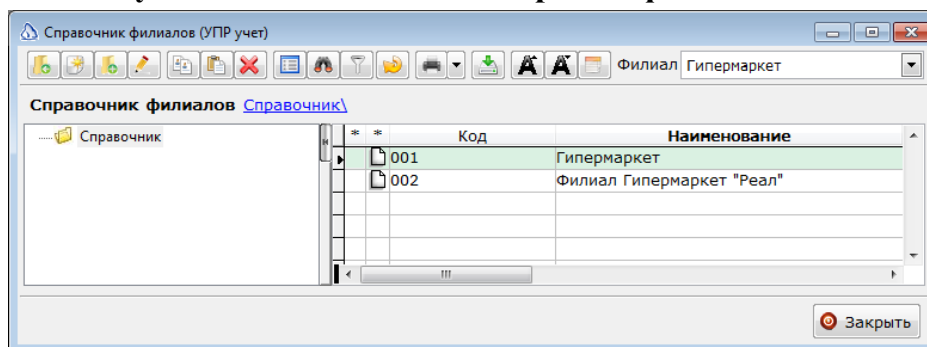 Справочник филиалов (УПР учет)
Филиал Гипермаркет
Справочник филиалов Справочник\
Справочник
* * Код Наименование
001 Гипермаркет
002 Филиал Гипермаркет "Реал"
Закрыть